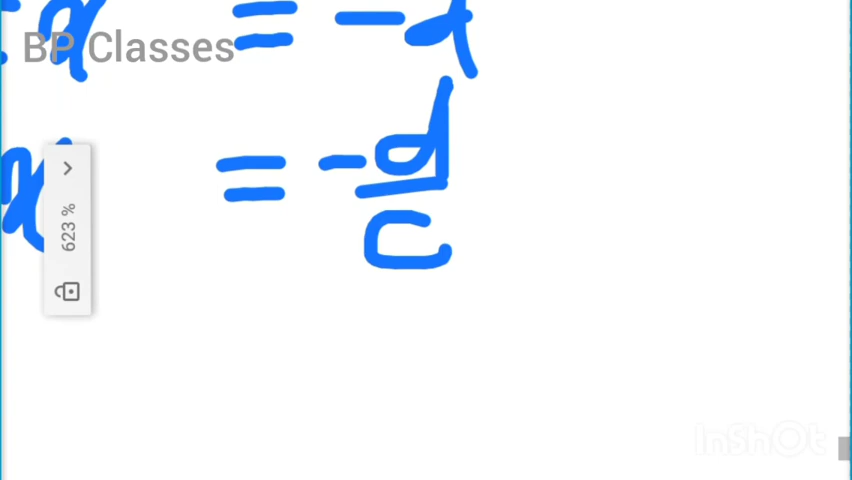 x = -d
BP Classes
x = -d/c
623 %
InShOt